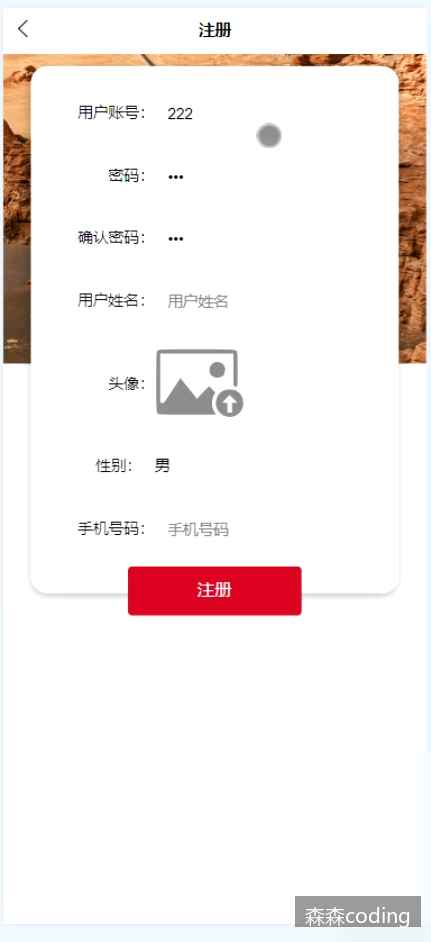 注册
用户账号： 222
密码： •••
确认密码： •••
用户姓名： 用户姓名
头像：
性别： 男
手机号码： 手机号码
注册
森森coding